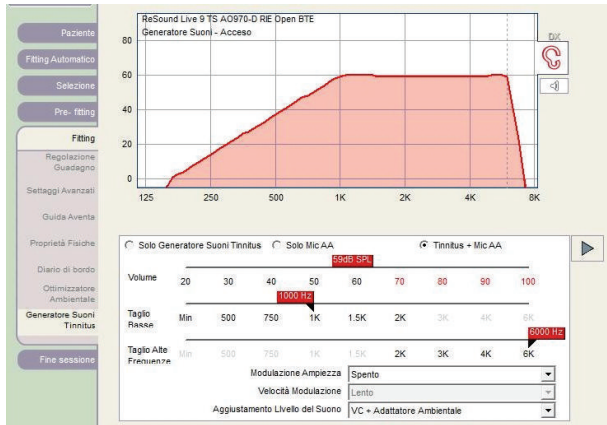 ReSound Live 9 TS AO970-D RIE Open BTE
Generatore Suoni - Acceso
80
60
40
20
0
125 250 500 1K 2K 4K 8K
DX
Paziente
Fitting Automatico
Selezione
Pre- fitting
Fitting
Regolazione
Guadagno
Settaggi Avanzati
Guida Aventa
Proprietà Fisiche
Diario di bordo
Ottimizzatore
Ambientale
Generatore Suoni
Tinnitus
Fine sessione
Solo Generatore Suoni Tinnitus Solo Mic AA Tinnitus + Mic AA
59dB SPL
Volume 20 30 40 50 60 70 80 90 100
1000 Hz
Taglio
Basse Min 500 750 1K 1.5K 2K 3K 4K 6K
6000 Hz
Taglio Alte
Frequenze Min 500 750 1K 1.5K 2K 3K 4K 6K
Modulazione Ampiezza Spento
Velocità Modulazione Lento
Aggiustamento Livello del Suono VC + Adattatore Ambientale